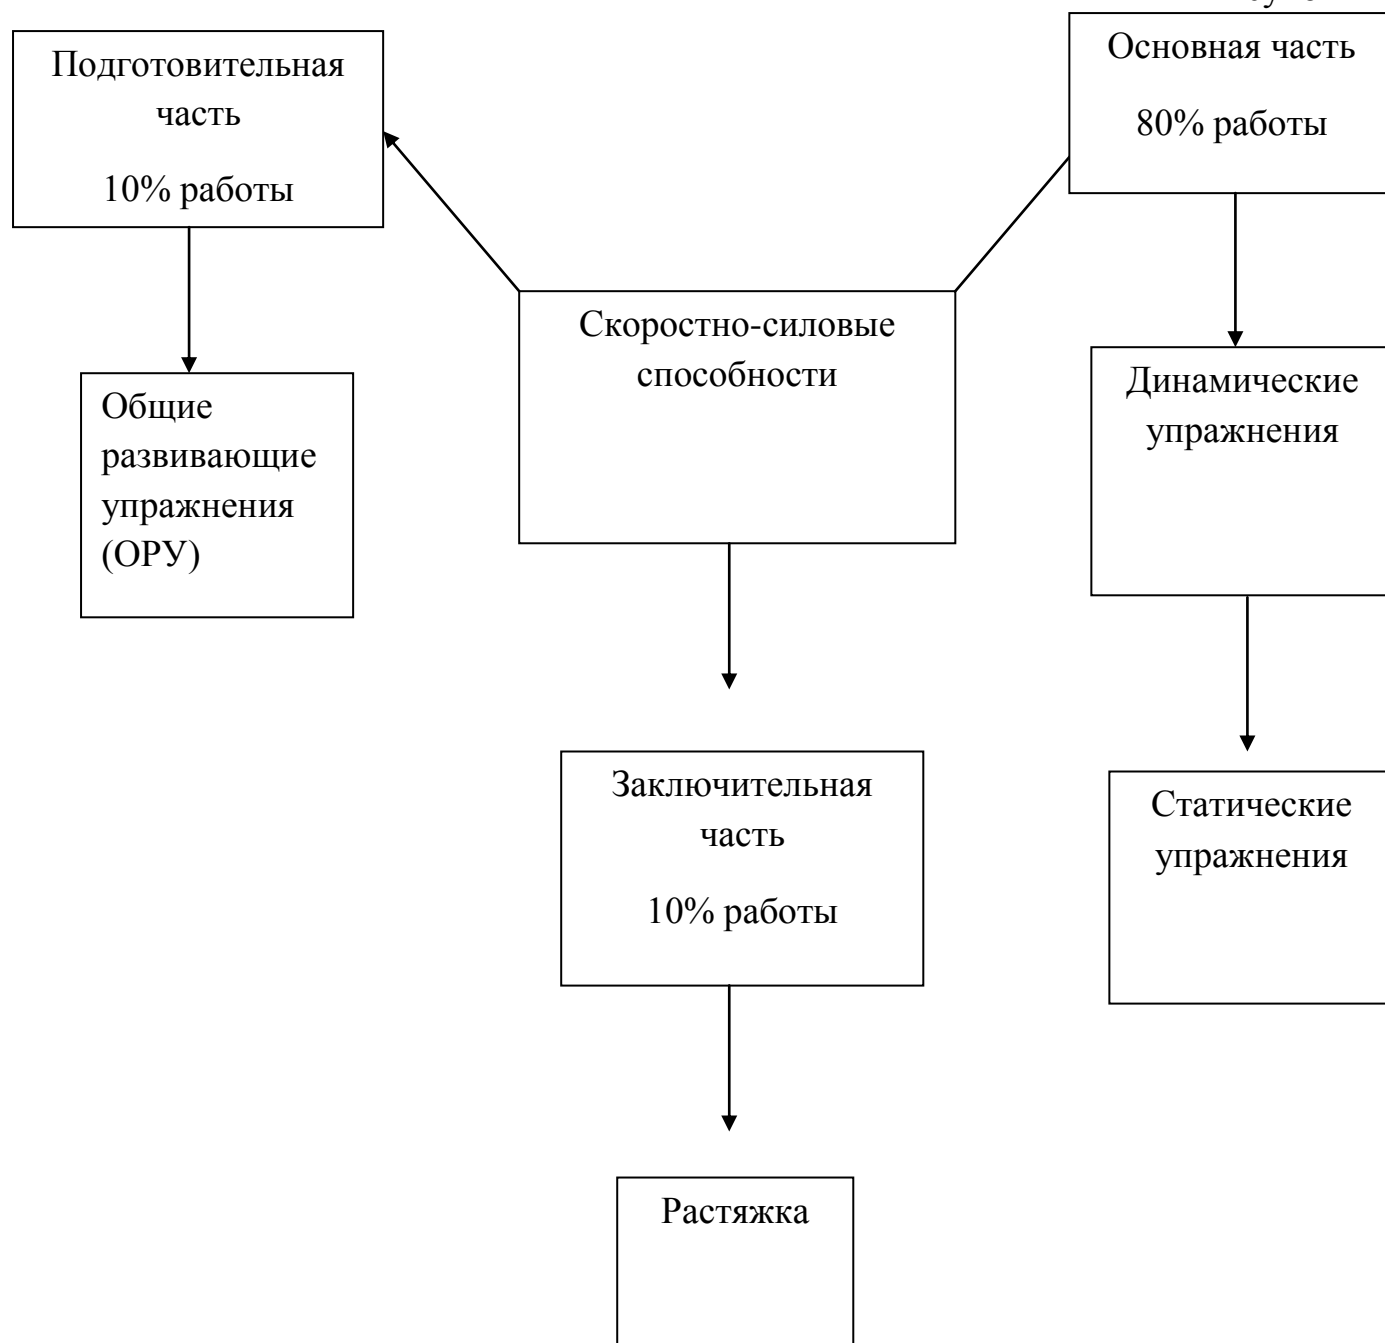 Подготовительная
часть
10% работы
Основная часть
80% работы
Скоростно-силовые
способности
Общие
развивающие
упражнения
(ОРУ)
Динамические
упражнения
Заключительная
часть
10% работы
Статические
упражнения
Растяжка